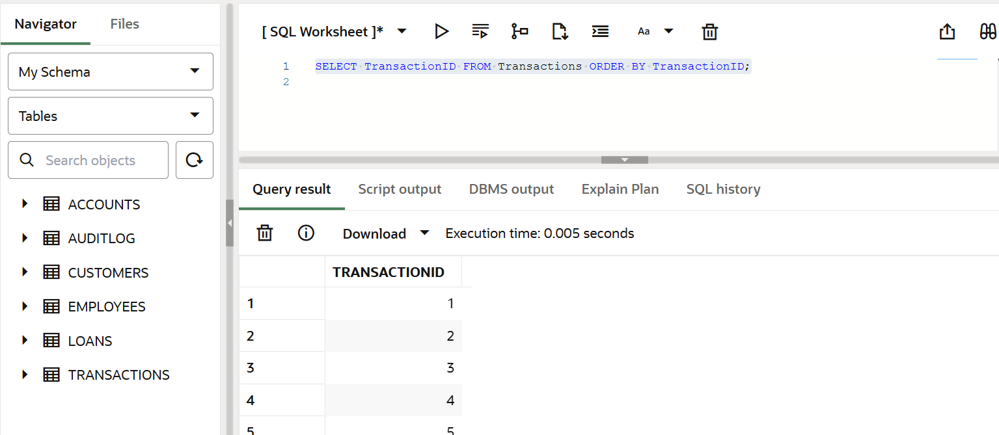 Navigator Files
My Schema
Tables
Search objects
ACCOUNTS
AUDITLOG
CUSTOMERS
EMPLOYEES
LOANS
TRANSACTIONS
[ SQL Worksheet ]* Aa
1 SELECT TransactionID FROM Transactions ORDER BY TransactionID;
2
Query result Script output DBMS output Explain Plan SQL history
Download Execution time: 0.005 seconds
TRANSACTIONID
1 1
2 2
3 3
4 4
5 5